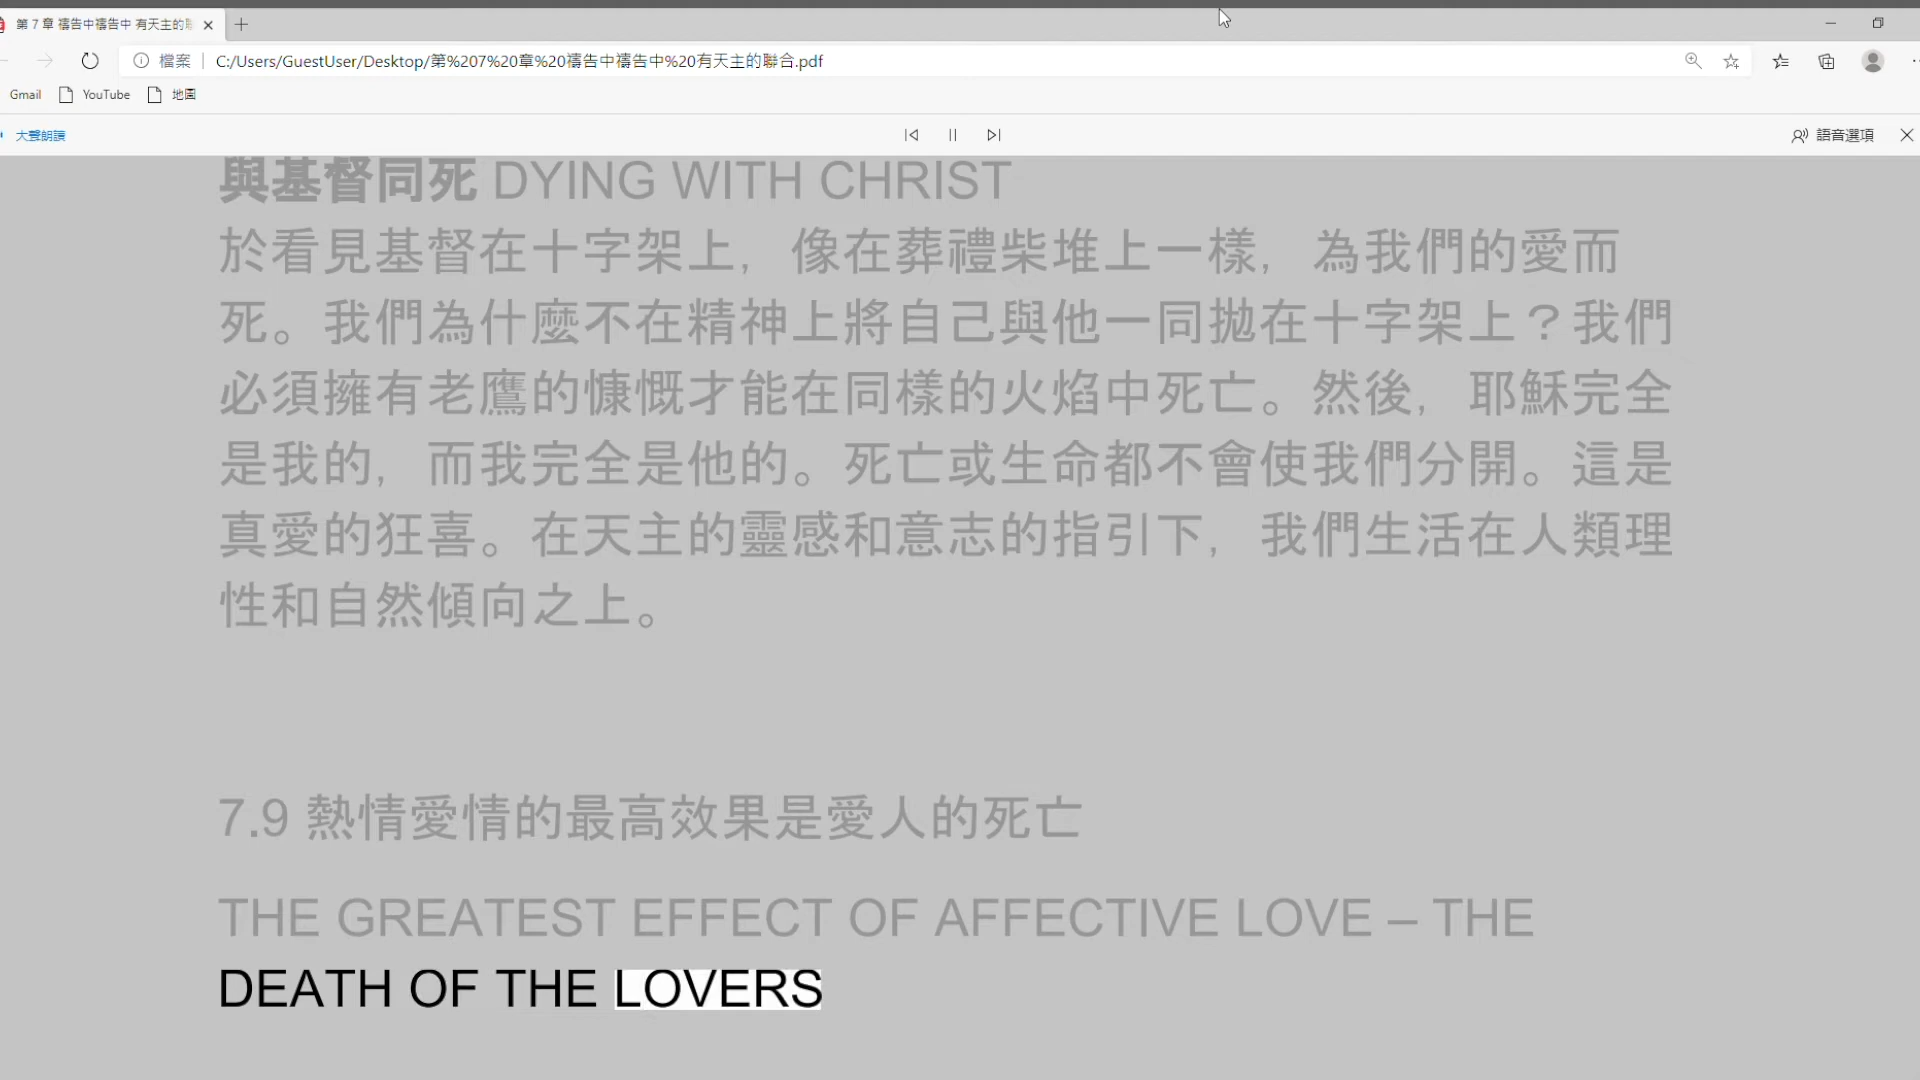 第 7 章 禱告中禱告中 有天主的
檔案
C:/Users/GuestUser/Desktop/第%207%20章%20禱告中禱告中%20有天主的聯合.pdf
Gmail
YouTube
地圖
大聲朗讀
語音選項
與基督同死 DYING WITH CHRIST
於看見基督在十字架上，像在葬禮柴堆上一樣，為我們的愛而
死。我們為什麼不在精神上將自己與他一同拋在十字架上？我們
必須擁有老鷹的慷慨才能在同樣的火焰中死亡。然後，耶穌完全
是我的，而我完全是他的。死亡或生命都不會使我們分開。這是
真愛的狂喜。在天主的靈感和意志的指引下，我們生活在人類理
性和自然傾向之上。
7.9 熱情愛情的最高效果是愛人的死亡
THE GREATEST EFFECT OF AFFECTIVE LOVE – THE
DEATH OF THE LOVERS